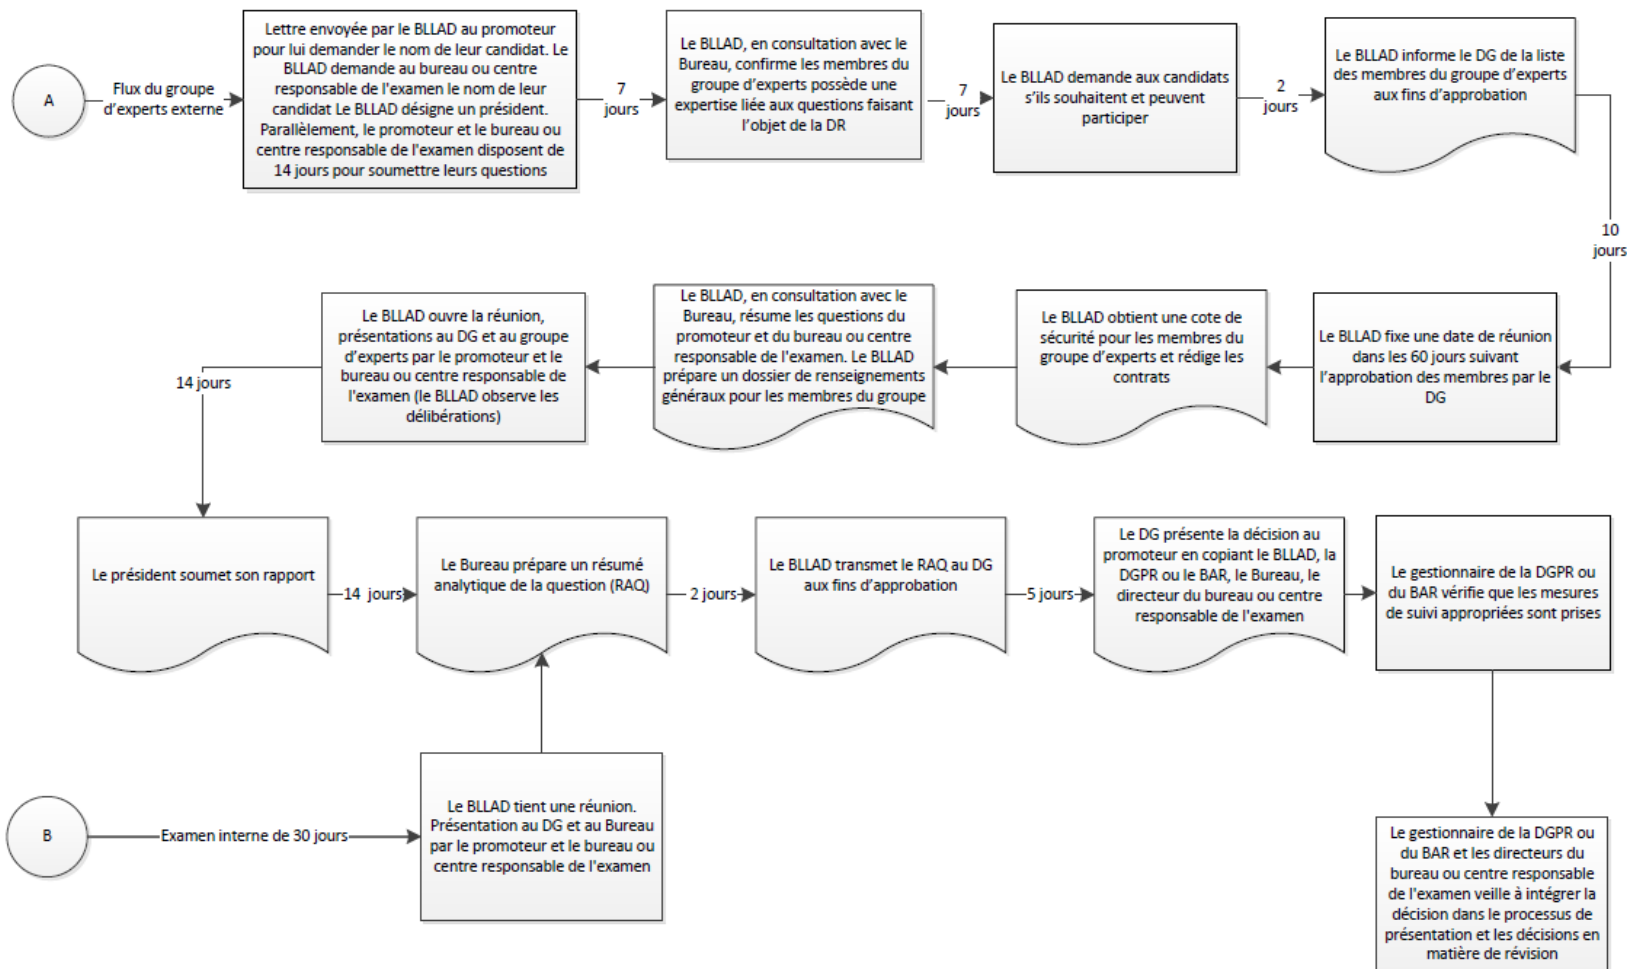 A
Flux du groupe
d'experts externe
Lettre envoyée par le BLLAD au promoteur
pour lui demander le nom de leur candidat. Le
BLLAD demande au bureau ou centre
responsable de l'examen le nom de leur
candidat Le BLLAD désigne un président.
Parallèlement, le promoteur et le bureau ou
centre responsable de l'examen disposent de
14 jours pour soumettre leurs questions
7
jours
Le BLLAD, en consultation avec le
Bureau, confirme les membres du
groupe d'experts possède une
expertise liée aux questions faisant
l'objet de la DR
7
jours
Le BLLAD demande aux candidats
s'ils souhaitent et peuvent
participer
2
jours
Le BLLAD informe le DG de la liste
des membres du groupe d'experts
aux fins d'approbation
10
jours
Le BLLAD fixe une date de réunion
dans les 60 jours suivant
l'approbation des membres par le
DG
Le BLLAD obtient une cote de
sécurité pour les membres du
groupe d'experts et rédige les
contrats
Le BLLAD, en consultation avec le
Bureau, résume les questions du
promoteur et du bureau ou centre
responsable de l'examen. Le BLLAD
prépare un dossier de renseignements
généraux pour les membres du groupe
Le BLLAD ouvre la réunion,
présentations au DG et au groupe
d'experts par le promoteur et le
bureau ou centre responsable de
l'examen (le BLLAD observe les
délibérations)
14 jours
Le président soumet son rapport
14 jours
Le Bureau prépare un résumé
analytique de la question (RAQ)
2 jours
Le BLLAD transmet le RAQ au DG
aux fins d'approbation
5 jours
Le DG présente la décision au
promoteur en copiant le BLLAD, la
DGPR ou le BAR, le Bureau, le
directeur du bureau ou centre
responsable de l'examen
Le gestionnaire de la DGPR ou
du BAR vérifie que les mesures
de suivi appropriées sont prises
B
Examen interne de 30 jours
Le BLLAD tient une réunion.
Présentation au DG et au Bureau
par le promoteur et le bureau ou
centre responsable de l'examen
Le gestionnaire de la DGPR ou
du BAR et les directeurs du
bureau ou centre responsable
de l'examen veille à intégrer la
décision dans le processus de
présentation et les décisions en
matière de révision